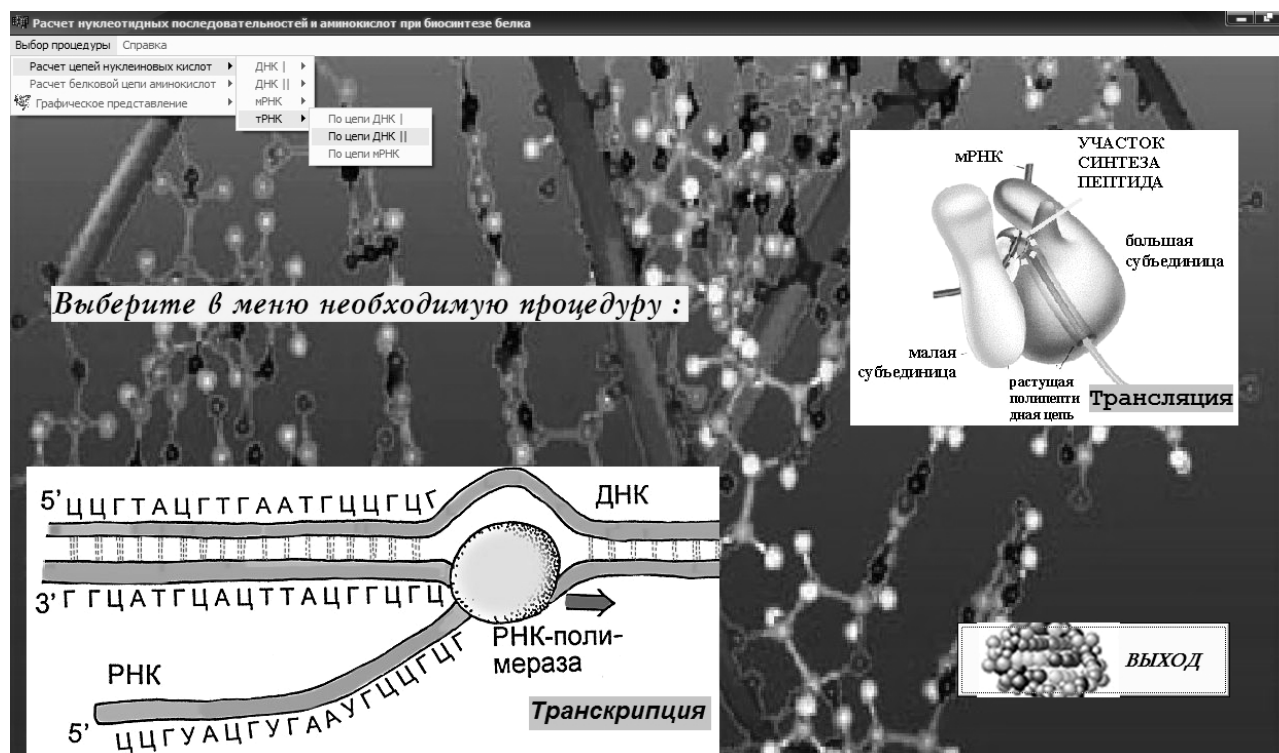 Расчет нуклеотидных последовательностей и аминокислот при биосинтезе белка
Выбор процедуры Справка
Расчет цепей нуклеиновых кислот
Расчет белковой цепи аминокислот
Графическое представление
ДНК |
ДНК ||
мРНК
тРНК
По цепи ДНК |
По цепи ДНК ||
По цепи мРНК
Выберите в меню необходимую процедуру :
мРНК
УЧАСТОК
СИНТЕЗА
ПЕПТИДА
большая
субъединица
малая
субъединица
растущая
полипепти
дная цепь
Трансляция
5' ЦЦГТАЦГТГААТГЦЦГЦГ
ДНК
3' ГГЦАТГЦАЦТТАЦГГЦГЦ
РНК-поли-
мераза
РНК
5' ЦЦГУАЦГУГААУГЦЦГЦГ
Транскрипция
ВЫХОД